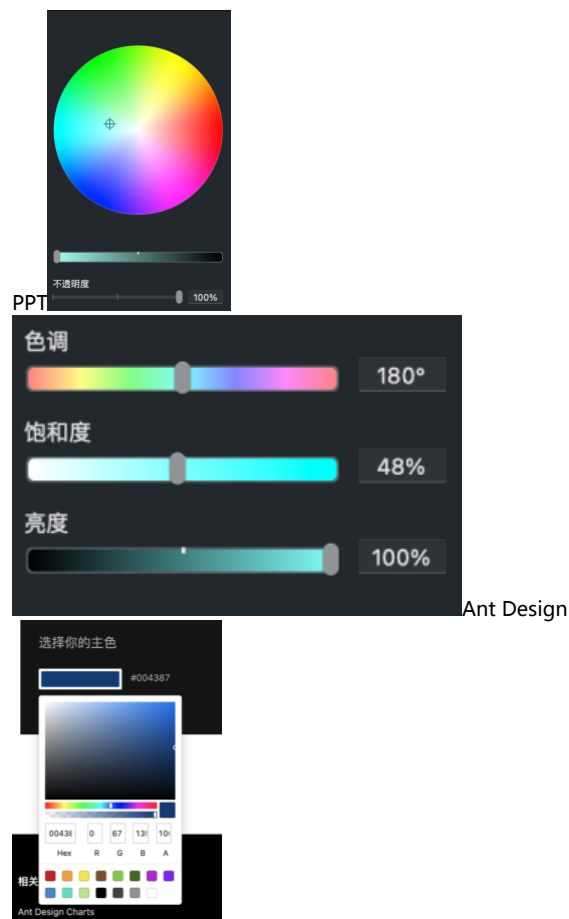 不透明度
100%
PPT
色调
180°
饱和度
48%
亮度
100%
Ant Design
选择你的主色
#004387
0 67
Hex R G B A
相关
Ant Design Charts